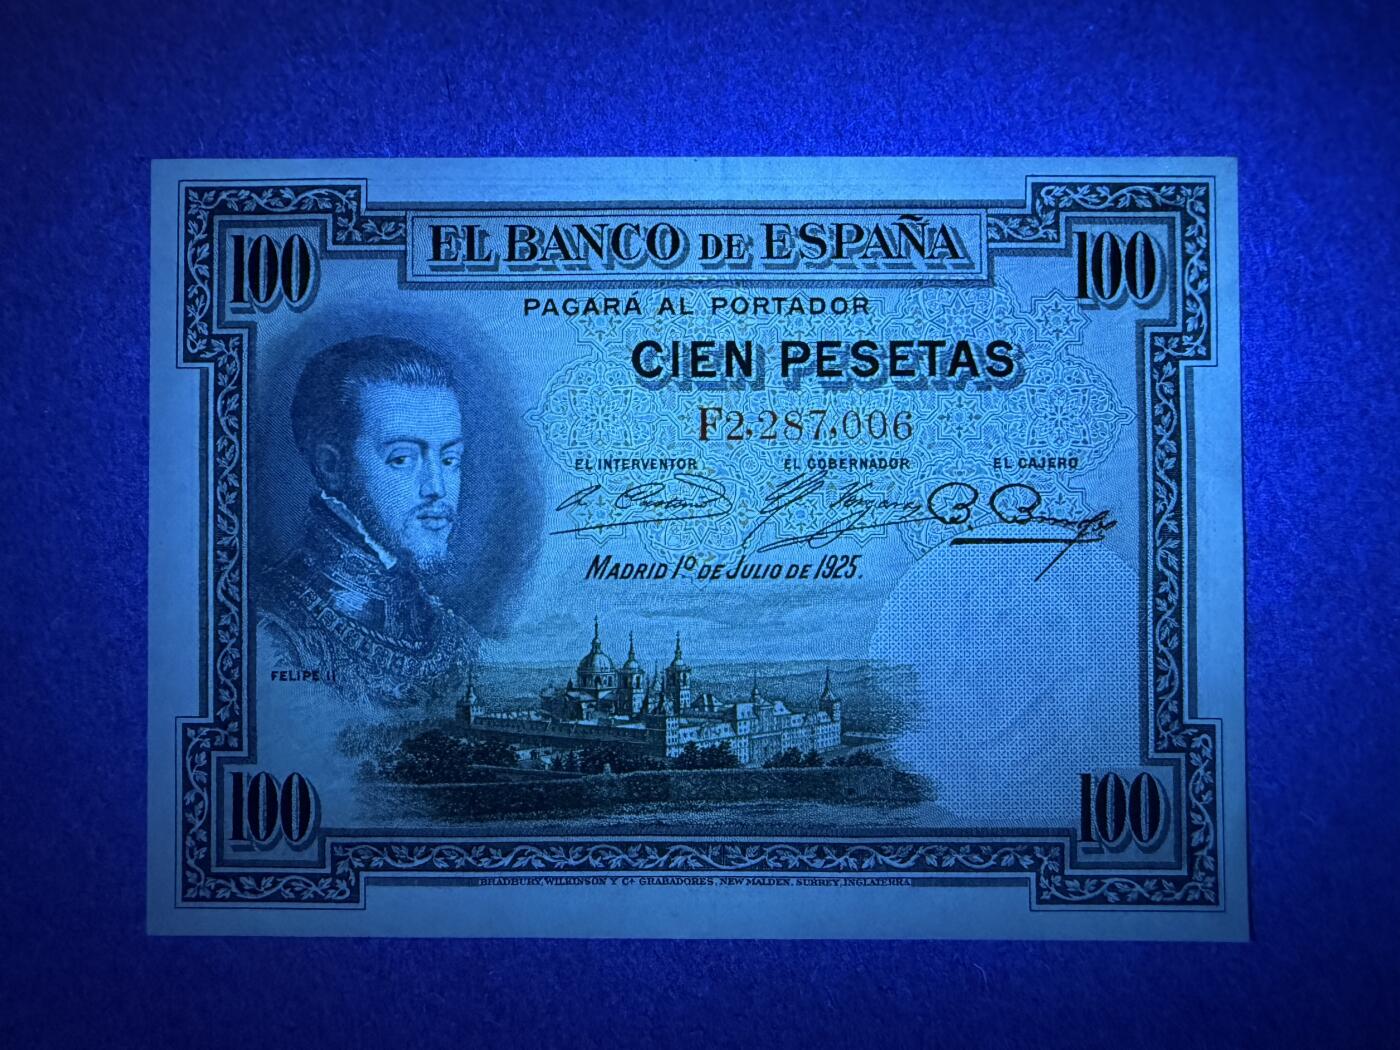 100 EL BANCO DE ESPAÑA 100
PAGARÁ AL PORTADOR
CIEN PESETAS
F2,287,006
EL INTERVENTOR EL GOBERNADOR EL CAJERO
MADRID 1º DE JULIO DE 1925.
FELIPE II
100 100
BRADBURY, WILKINSON Y Cª GRABADORES, NEW MALDEN, SURREY, INGLATERRA